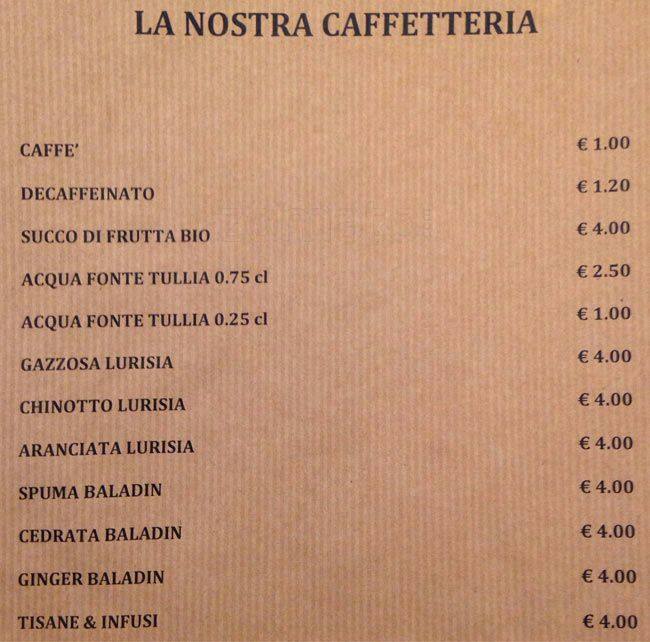 LA NOSTRA CAFFETTERIA
CAFFE' € 1.00
DECAFFEINATO € 1.20
SUCCO DI FRUTTA BIO € 4.00
ACQUA FONTE TULLIA 0.75 cl € 2.50
ACQUA FONTE TULLIA 0.25 cl € 1.00
GAZZOSA LURISIA € 4.00
CHINOTTO LURISIA € 4.00
ARANCIATA LURISIA € 4.00
SPUMA BALADIN € 4.00
CEDRATA BALADIN € 4.00
GINGER BALADIN € 4.00
TISANE & INFUSI € 4.00